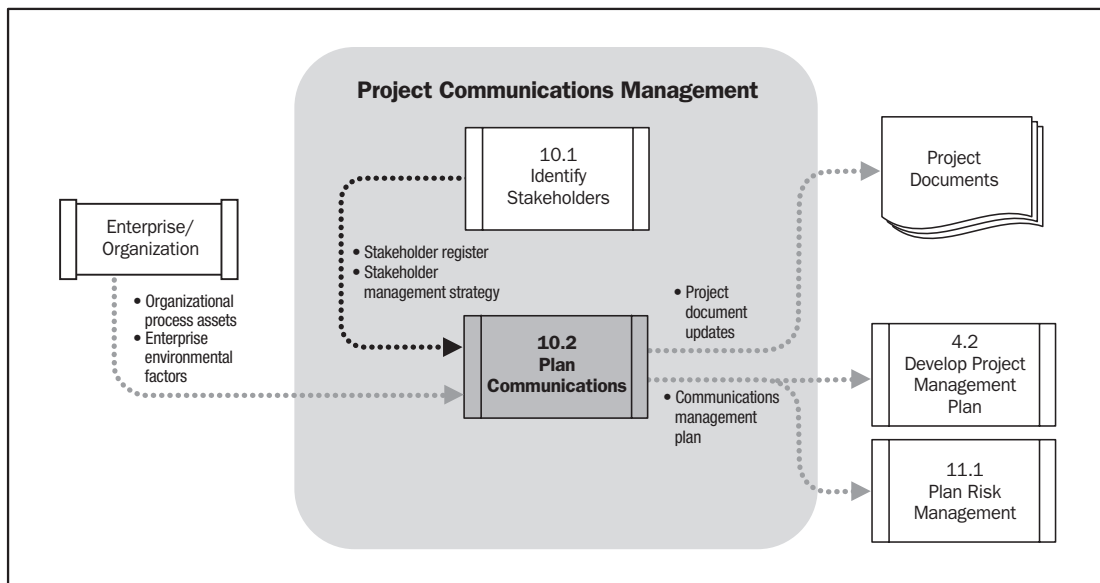 Project Communications Management
10.1
Identify
Stakeholders
Project
Documents
Enterprise/
Organization
• Stakeholder register
• Stakeholder
management strategy
• Organizational
process assets
• Enterprise
environmental
factors
• Project
document
updates
10.2
Plan
Communications
4.2
Develop Project
Management
Plan
• Communications
management
plan
11.1
Plan Risk
Management